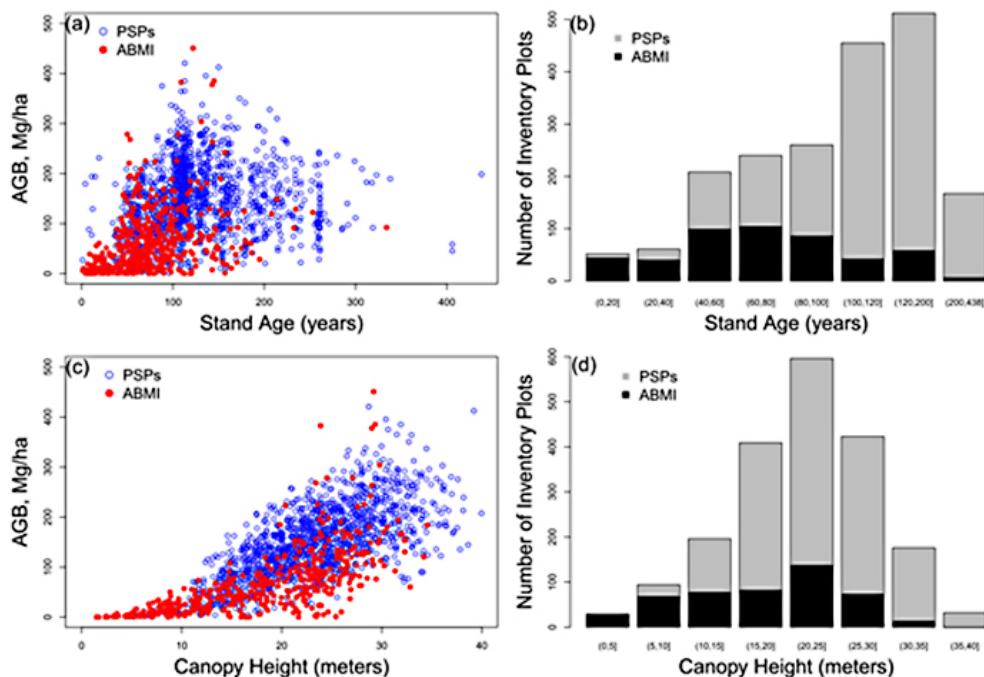 (a)
PSPs
ABMI
AGB, Mg/ha
0 100 200 300 400 500
0 100 200 300 400
Stand Age (years)
(b)
PSPs
ABMI
Number of Inventory Plots
0 100 200 300 400 500
(0,20] (20,40] (40,60] (60,80] (80,100] (100,120] (120,200] (200,438]
Stand Age (years)
(c)
PSPs
ABMI
AGB, Mg/ha
0 100 200 300 400 500
0 10 20 30 40
Canopy Height (meters)
(d)
PSPs
ABMI
Number of Inventory Plots
0 100 200 300 400 500 600
(0,5] (5,10] (10,15] (15,20] (20,25] (25,30] (30,35] (35,40]
Canopy Height (meters)